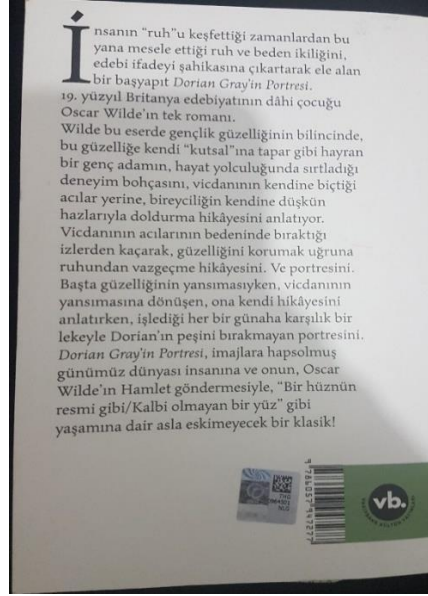 İnsanın "ruh"u keşfettiği zamanlardan bu
yana mesele ettiği ruh ve beden ikiliğini,
edebi ifadeyi şahikasına çıkartarak ele alan
bir başyapıt Dorian Gray'in Portresi.
19. yüzyıl Britanya edebiyatının dâhi çocuğu
Oscar Wilde'ın tek romanı.
Wilde bu eserde gençlik güzelliğinin bilincinde,
bu güzelliğe kendi "kutsal"ına tapar gibi hayran
bir genç adamın, hayat yolculuğunda sırtladığı
deneyim bohçasını, vicdanının kendine biçtiği
acılar yerine, bireyciliğin kendine düşkün
hazlarıyla doldurma hikâyesini anlatıyor.
Vicdanının acılarının bedeninde bıraktığı
izlerden kaçarak, güzelliğini korumak uğruna
ruhundan vazgeçme hikâyesini. Ve portresini.
Başta güzelliğinin yansımasıyken, vicdanının
yansımasına dönüşen, ona kendi hikâyesini
anlatırken, işlediği her bir günaha karşılık bir
lekeyle Dorian'ın peşini bırakmayan portresini.
Dorian Gray'in Portresi, imajlara hapsolmuş
günümüz dünyası insanına ve onun, Oscar
Wilde'ın Hamlet göndermesiyle, "Bir hüznün
resmi gibi/Kalbi olmayan bir yüz" gibi
yaşamına dair asla eskimeyecek bir klasik!
9 786057 947277
vb.